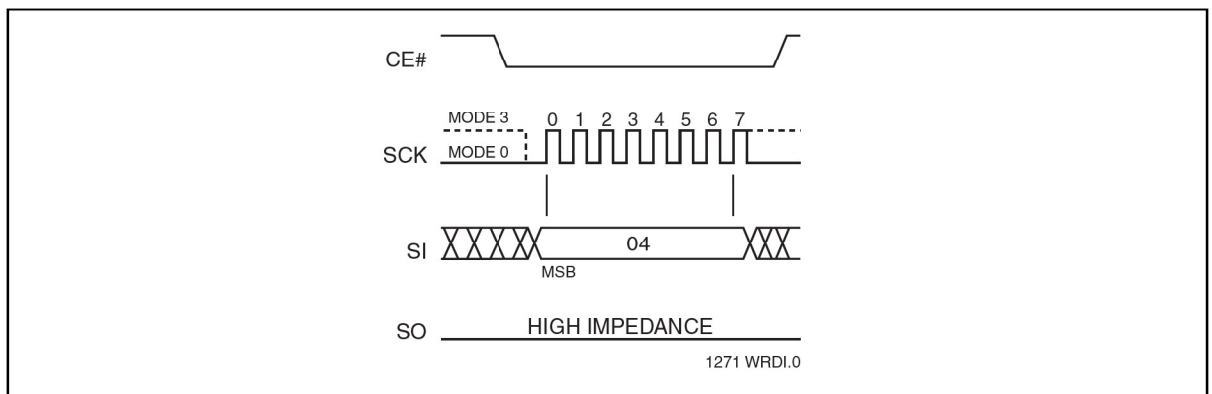 CE#
MODE 3
0 1 2 3 4 5 6 7
SCK
MODE 0
SI
04
MSB
SO
HIGH IMPEDANCE
1271 WRDI.0